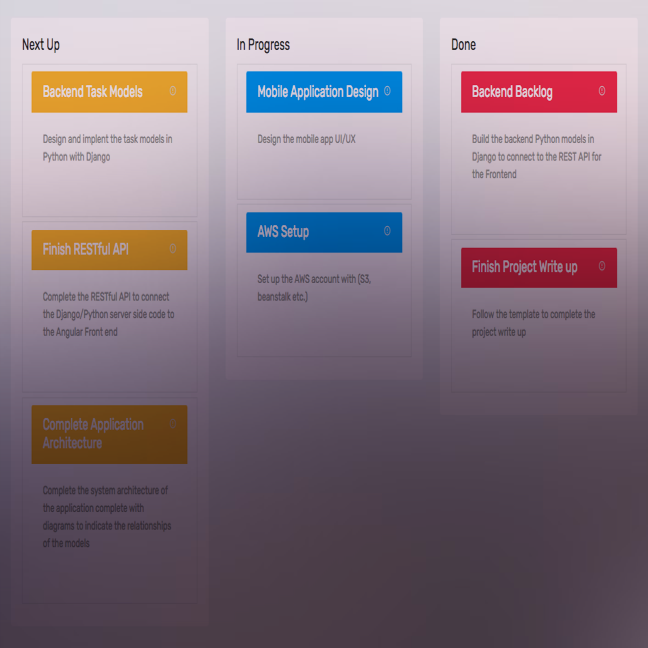 Next Up
Backend Task Models
Design and implent the task models in
Python with Django
Finish RESTful API
Complete the RESTful API to connect
the Django/Python server side code to
the Angular Front end
Complete Application
Architecture
Complete the system architecture of
the application complete with
diagrams to indicate the relationships
of the models
In Progress
Mobile Application Design
Design the mobile app UI/UX
AWS Setup
Set up the AWS account with (S3,
beanstalk etc.)
Done
Backend Backlog
Build the backend Python models in
Django to connect to the REST API for
the Frontend
Finish Project Write up
Follow the template to complete the
project write up